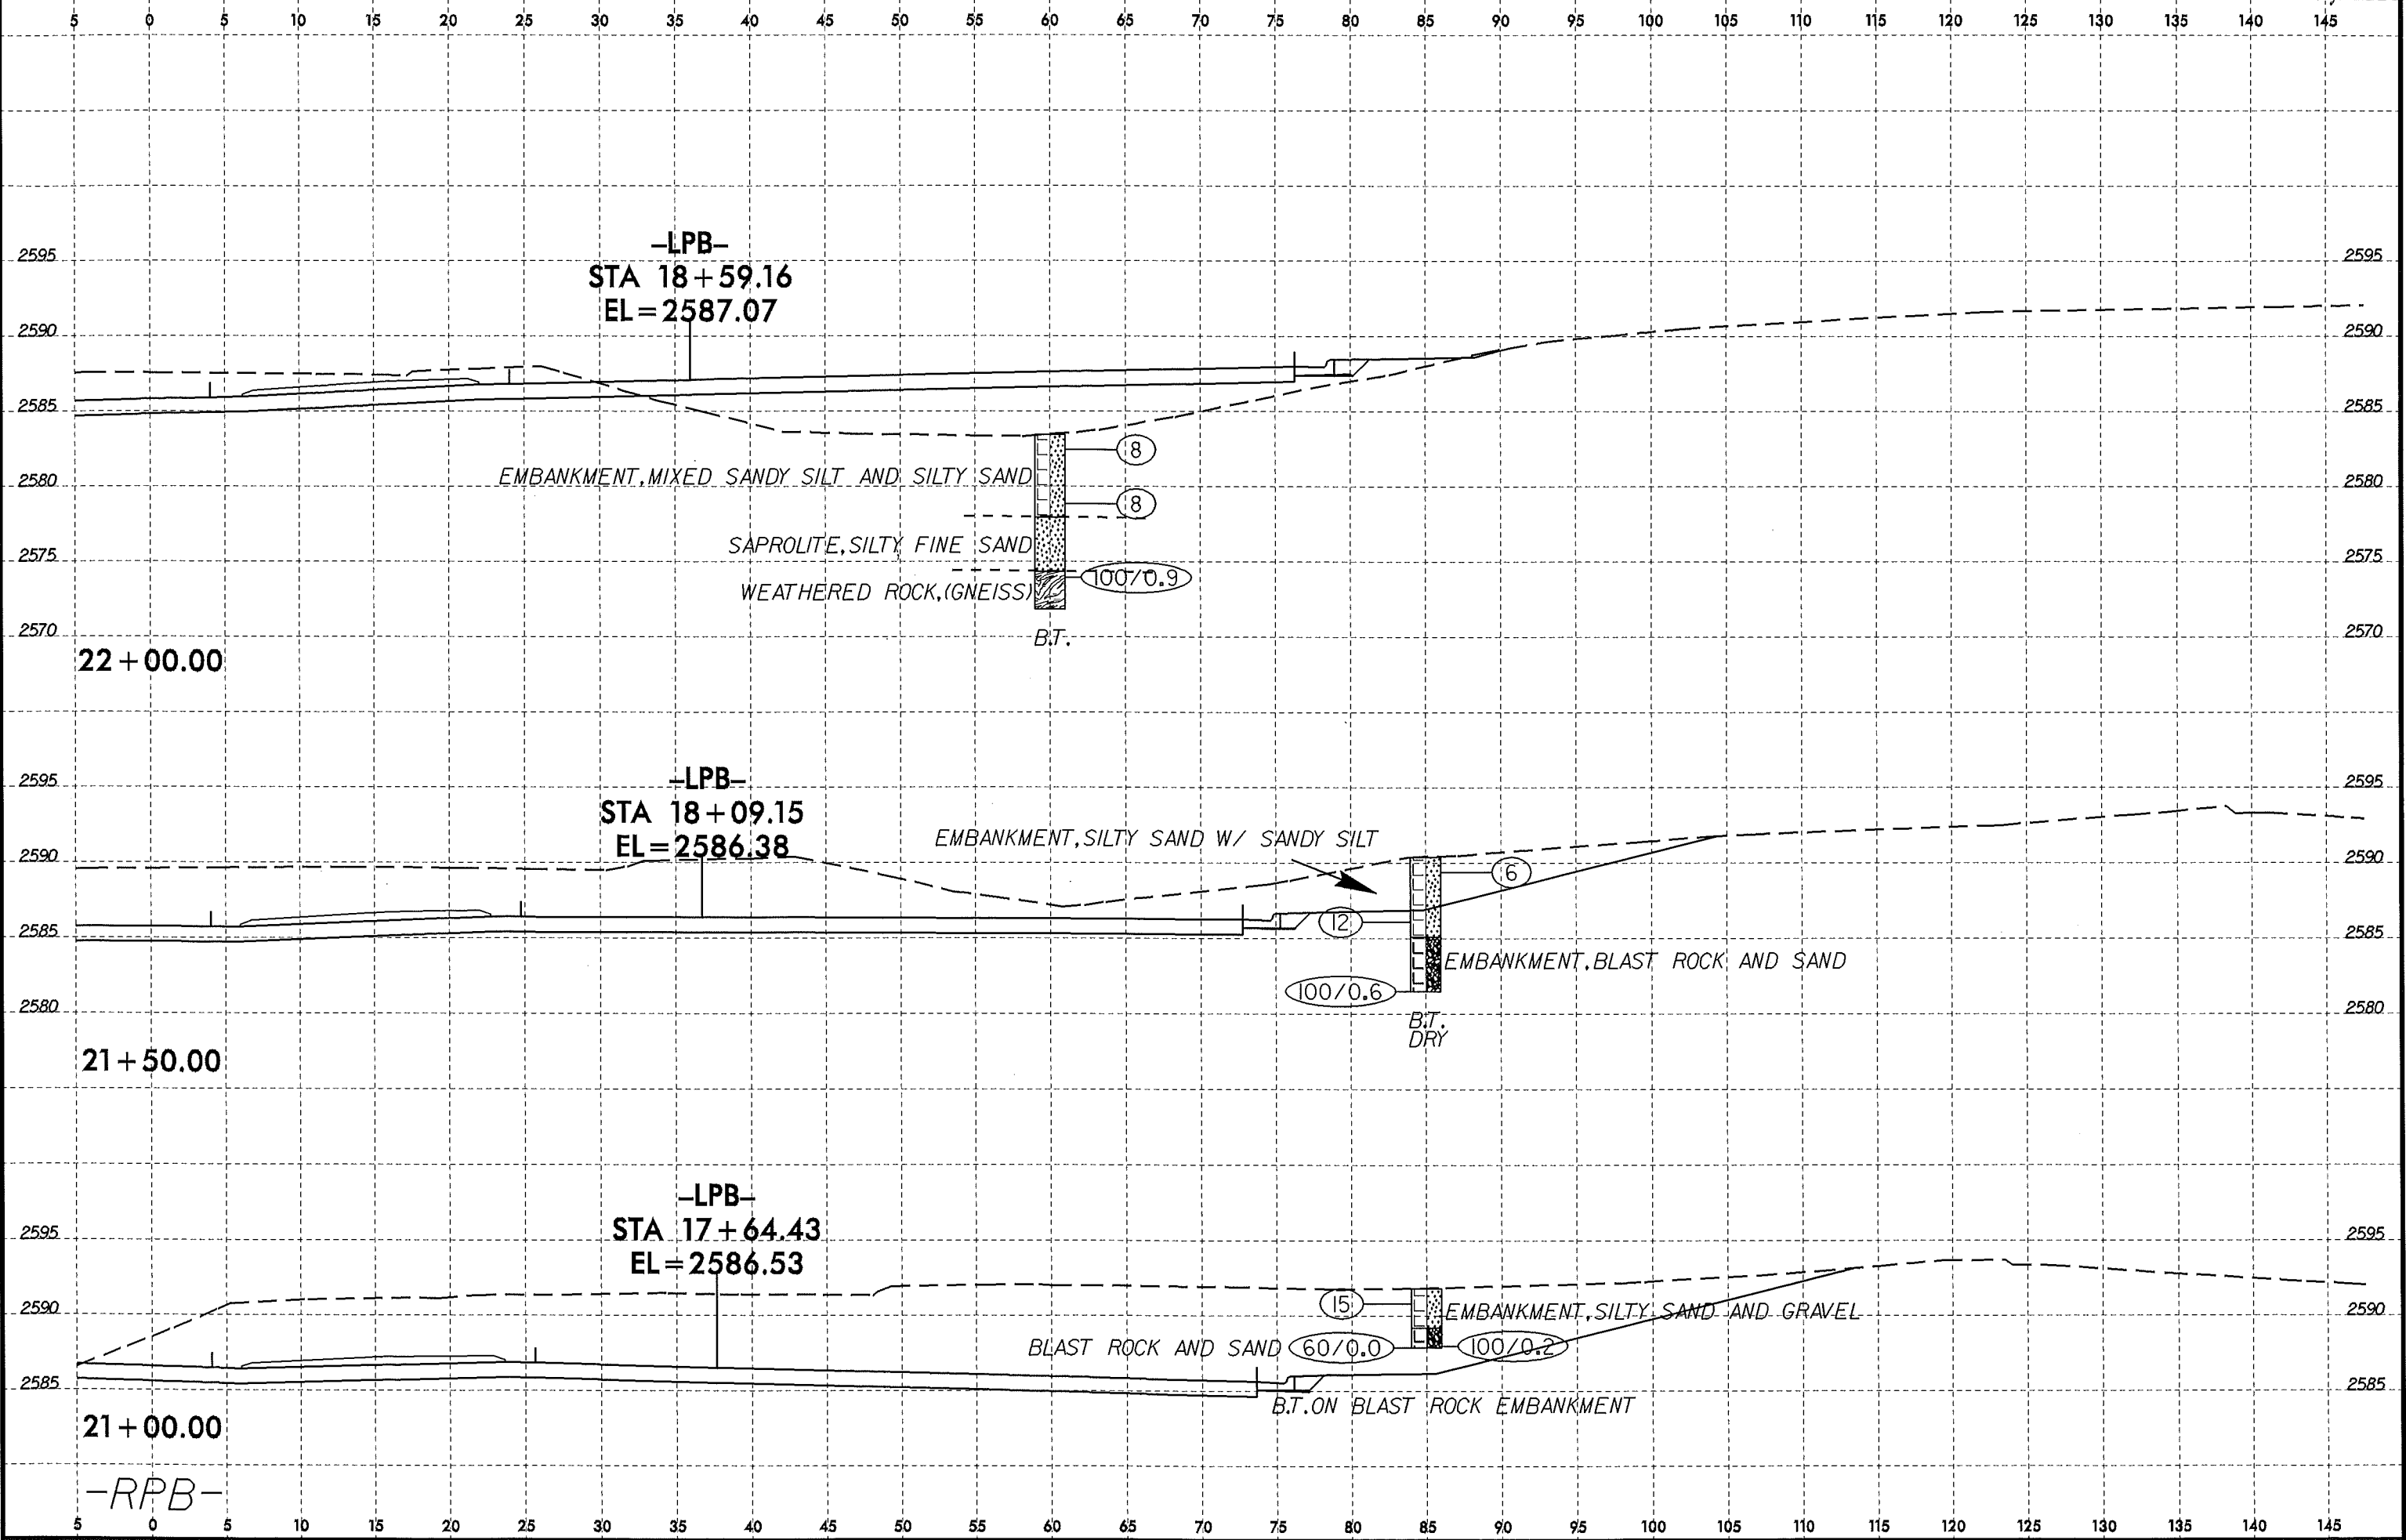 5 0 5 10 15 20 25 30 35 40 45 50 55 60 65 70 75 80 85 90 95 100 105 110 115 120 125 130 135 140 145
-LPB-
STA 18+59.16
EL=2587.07
2595 2595
2590 2590
2585 2585
8
EMBANKMENT,MIXED SANDY SILT AND SILTY SAND
2580 2580
8
SAPROLITE,SILTY FINE SAND
2575 2575
100/0.9
WEATHERED ROCK,(GNEISS)
2570 2570
B.T.
22+00.00
-LPB-
STA 18+09.15
EL=2586.38
2595 2595
EMBANKMENT,SILTY SAND W/ SANDY SILT
2590 2590
6
12
2585 2585
EMBANKMENT,BLAST ROCK AND SAND
100/0.6
2580 2580
B.T.
DRY
21+50.00
-LPB-
STA 17+64.43
EL=2586.53
2595 2595
15
EMBANKMENT,SILTY SAND AND GRAVEL
2590 2590
BLAST ROCK AND SAND 60/0.0 100/0.2
2585 2585
B.T.ON BLAST ROCK EMBANKMENT
21+00.00
-RPB-
5 0 5 10 15 20 25 30 35 40 45 50 55 60 65 70 75 80 85 90 95 100 105 110 115 120 125 130 135 140 145